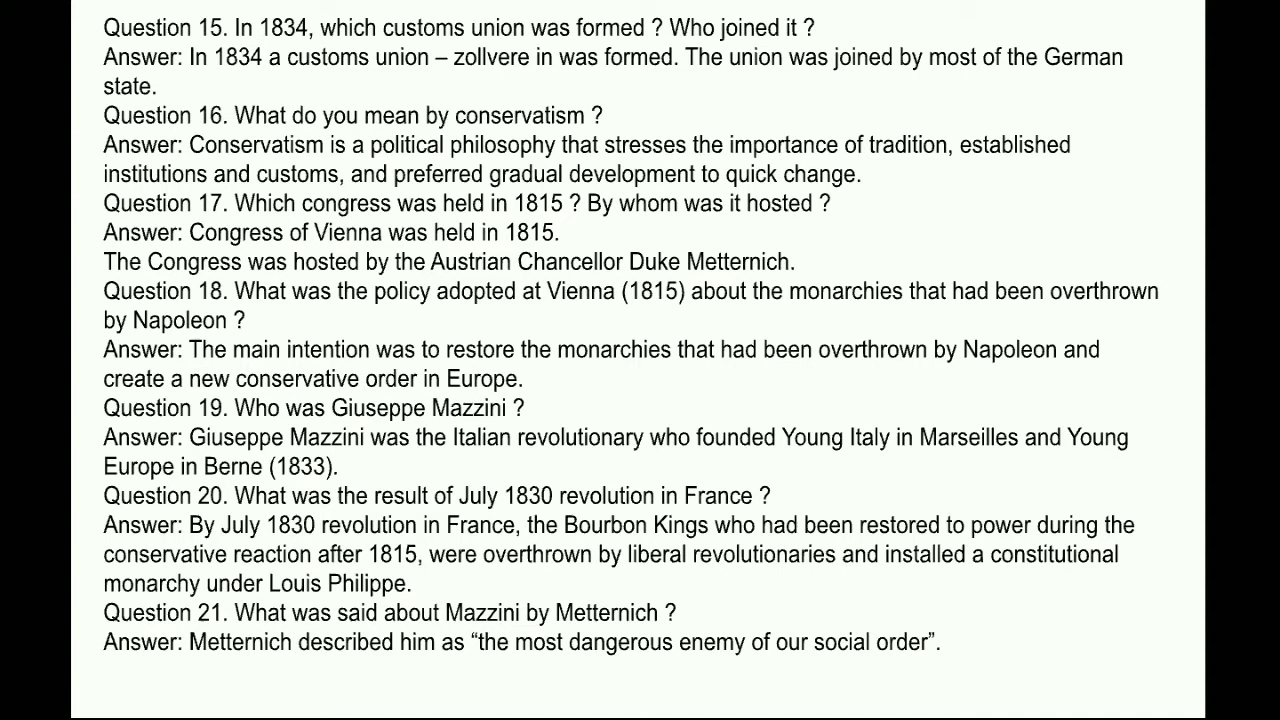 Question 15. In 1834, which customs union was formed ? Who joined it ?
Answer: In 1834 a customs union – zollvere in was formed. The union was joined by most of the German
state.
Question 16. What do you mean by conservatism ?
Answer: Conservatism is a political philosophy that stresses the importance of tradition, established
institutions and customs, and preferred gradual development to quick change.
Question 17. Which congress was held in 1815 ? By whom was it hosted ?
Answer: Congress of Vienna was held in 1815.
The Congress was hosted by the Austrian Chancellor Duke Metternich.
Question 18. What was the policy adopted at Vienna (1815) about the monarchies that had been overthrown
by Napoleon ?
Answer: The main intention was to restore the monarchies that had been overthrown by Napoleon and
create a new conservative order in Europe.
Question 19. Who was Giuseppe Mazzini ?
Answer: Giuseppe Mazzini was the Italian revolutionary who founded Young Italy in Marseilles and Young
Europe in Berne (1833).
Question 20. What was the result of July 1830 revolution in France ?
Answer: By July 1830 revolution in France, the Bourbon Kings who had been restored to power during the
conservative reaction after 1815, were overthrown by liberal revolutionaries and installed a constitutional
monarchy under Louis Philippe.
Question 21. What was said about Mazzini by Metternich ?
Answer: Metternich described him as “the most dangerous enemy of our social order”.